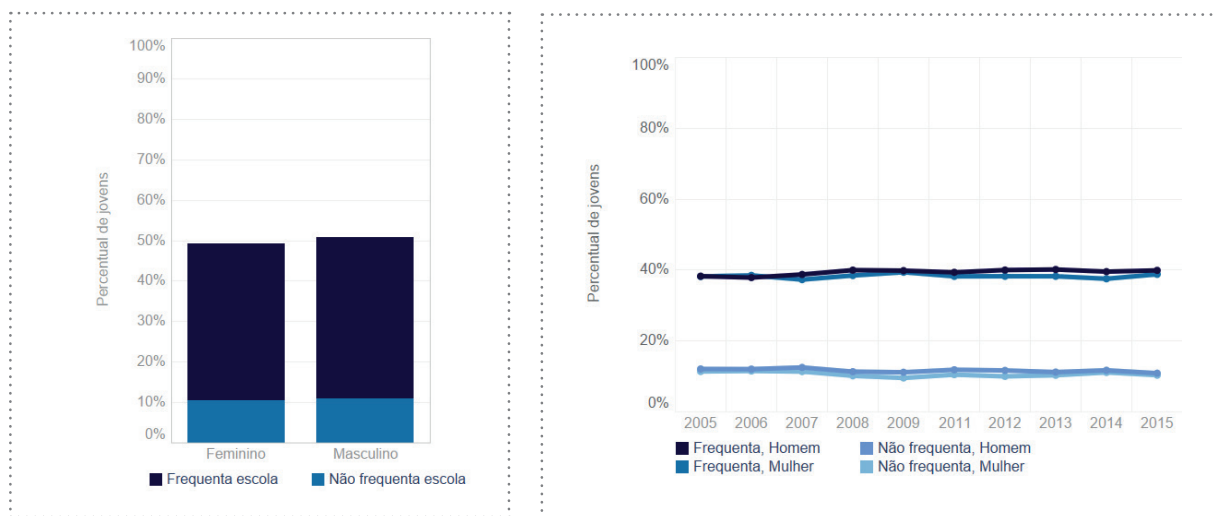 100%
90%
80%
70%
60%
50%
40%
30%
20%
10%
0%
Percentual de jovens
Feminino Masculino
Frequenta escola Não frequenta escola
100%
80%
60%
40%
20%
0%
Percentual de jovens
2005 2006 2007 2008 2009 2011 2012 2013 2014 2015
Frequenta, Homem Não frequenta, Homem
Frequenta, Mulher Não frequenta, Mulher